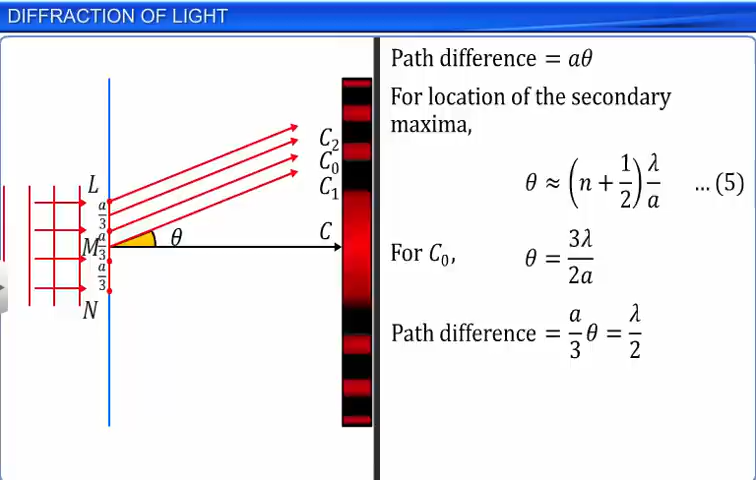 DIFFRACTION OF LIGHT
L
a/3
M
a/3
a/3
N
θ
C₂
C₀
C₁
C
Path difference = aθ
For location of the secondary
maxima,
θ ≈ (n + 1/2) λ/a ... (5)
For C₀, θ = 3λ/2a
Path difference = a/3 θ = λ/2